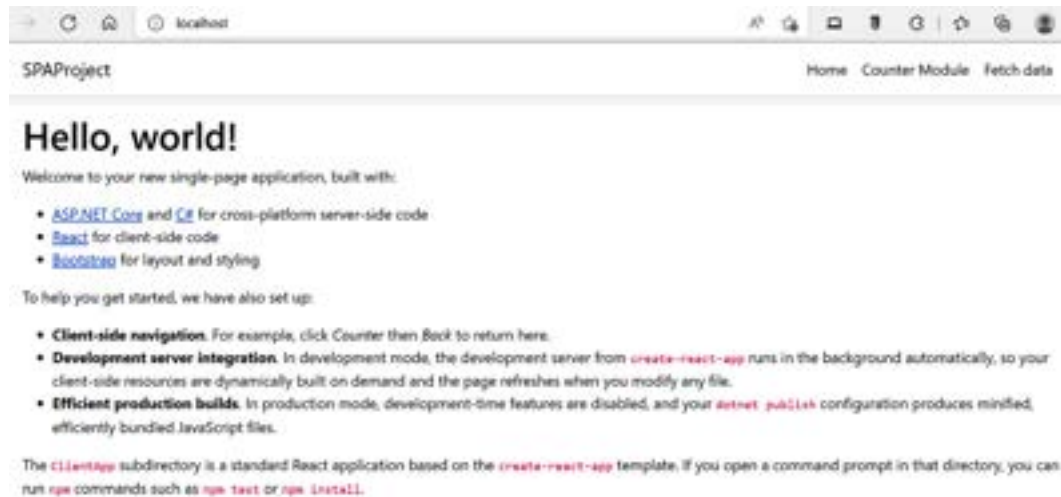 localhost
SPAProject
Home Counter Module Fetch data
Hello, world!
Welcome to your new single-page application, built with:
• ASP.NET Core and C# for cross-platform server-side code
• React for client-side code
• Bootstrap for layout and styling
To help you get started, we have also set up:
• Client-side navigation. For example, click Counter then Back to return here.
• Development server integration. In development mode, the development server from create-react-app runs in the background automatically, so your
client-side resources are dynamically built on demand and the page refreshes when you modify any file.
• Efficient production builds. In production mode, development-time features are disabled, and your dotnet publish configuration produces minified,
efficiently bundled JavaScript files.
The ClientApp subdirectory is a standard React application based on the create-react-app template. If you open a command prompt in that directory, you can
run npm commands such as npm test or npm install.